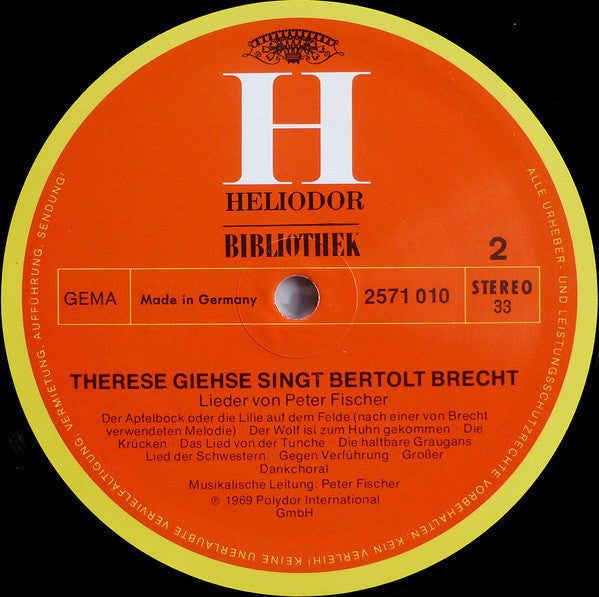 H
HELIODOR
BIBLIOTHEK
2
GEMA
Made in Germany
2571 010
STEREO
33
THERESE GIEHSE SINGT BERTOLT BRECHT
Lieder von Peter Fischer
Der Apfelböck oder die Lilie auf dem Felde (nach einer von Brecht
verwendeten Melodie) · Der Wolf ist zum Huhn gekommen · Die
Krücken · Das Lied von der Tünche · Die haltbare Graugans
Lied der Schwestern · Gegen Verführung · Großer
Dankchoral
Musikalische Leitung: Peter Fischer
℗ 1969 Polydor International
GmbH
ALLE URHEBER- UND LEISTUNGSSCHUTZRECHTE VORBEHALTEN. KEIN VERLEIH! KEINE UNERLAUBTE VERVIELFÄLTIGUNG, VERMIETUNG, AUFFÜHRUNG, SENDUNG!